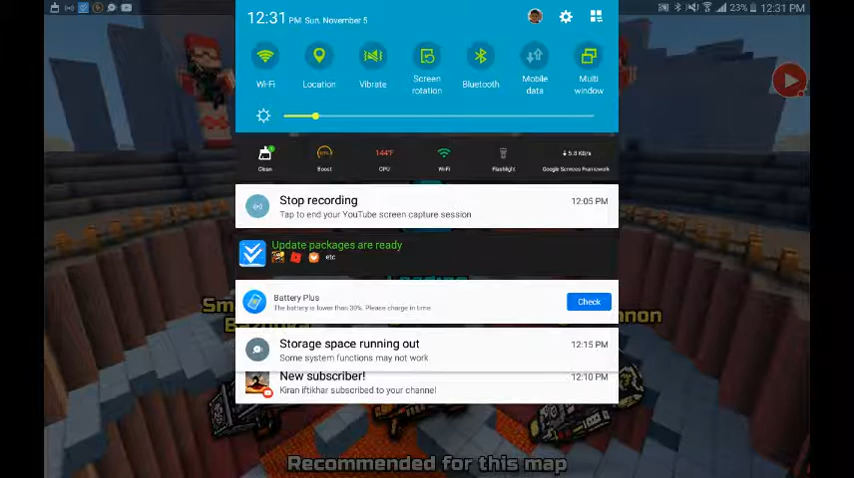 23% 12:31 PM
12:31 PM Sun. November 5
Wi-Fi
Location
Vibrate
Screen rotation
Bluetooth
Mobile data
Multi window
Clean
Boost
144°F
CPU
WiFi
Flashlight
Google Services Framework
Stop recording 12:05 PM
Tap to end your YouTube screen capture session
Update packages are ready
etc
Battery Plus
The battery is lower than 30%. Please charge in time
Check
Storage space running out 12:15 PM
Some system functions may not work
New subscriber! 12:10 PM
Kiran iftikhar subscribed to your channel
Recommended for this map